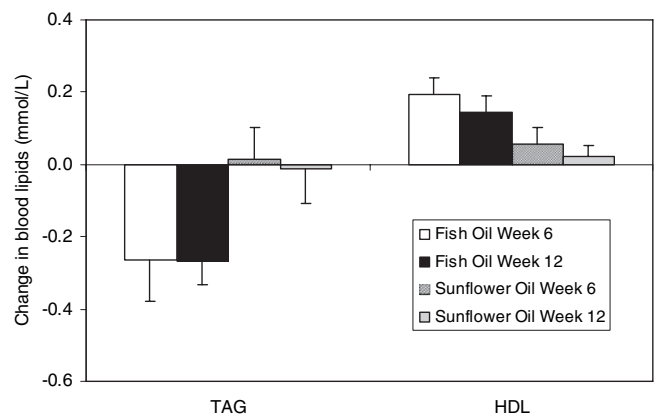 Change in blood lipids (mmol/L)
0.4
0.2
0.0
-0.2
-0.4
-0.6
Fish Oil Week 6
Fish Oil Week 12
Sunflower Oil Week 6
Sunflower Oil Week 12
TAG
HDL